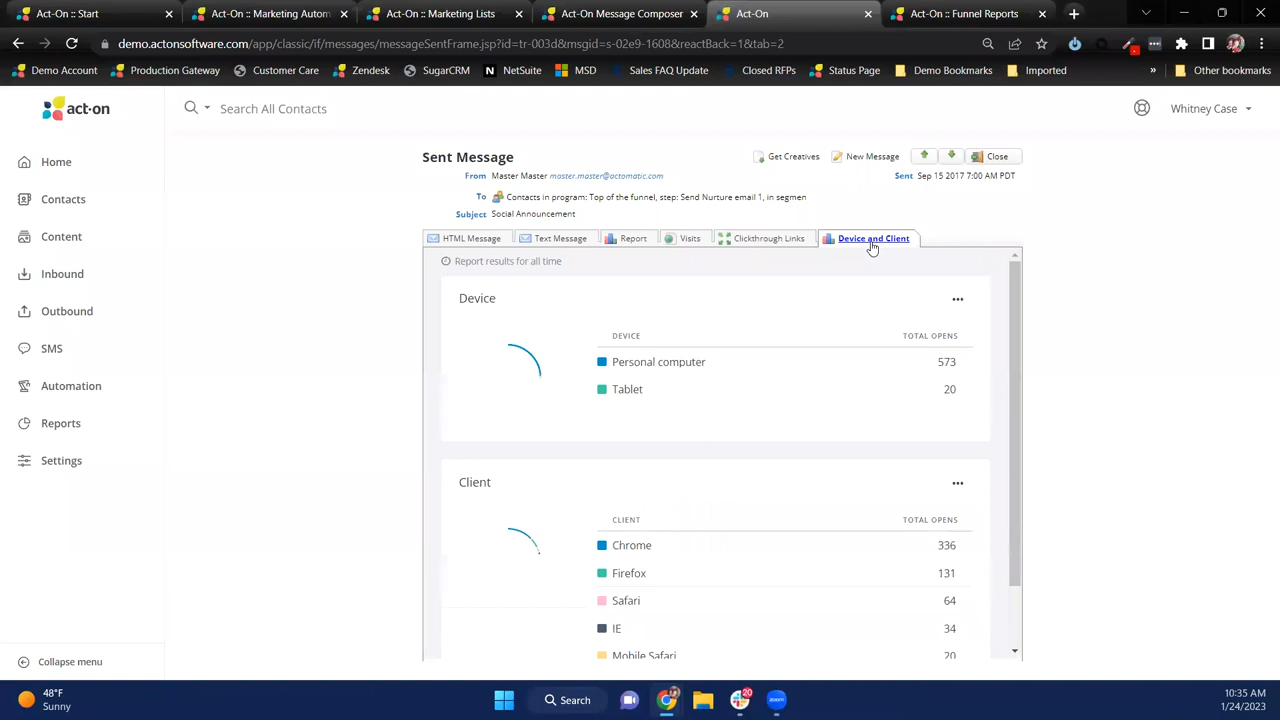 Act-On :: Start
Act-On :: Marketing Autom
Act-On :: Marketing Lists
Act-On Message Composer
Act-On
Act-On :: Funnel Reports
demo.actonsoftware.com/app/classic/if/messages/messageSentFrame.jsp?id=tr-003d&msgid=s-02e9-1608&reactBack=1&tab=2
Demo Account
Production Gateway
Customer Care
Zendesk
SugarCRM
NetSuite
MSD
Sales FAQ Update
Closed RFPs
Status Page
Demo Bookmarks
Imported
»
Other bookmarks
act-on
Search All Contacts
Whitney Case
Home
Contacts
Content
Inbound
Outbound
SMS
Automation
Reports
Settings
Collapse menu
Sent Message
Get Creatives
New Message
Close
From Master Master master.master@actomatic.com
Sent Sep 15 2017 7:00 AM PDT
To Contacts in program: Top of the funnel, step: Send Nurture email 1, in segmen
Subject Social Announcement
HTML Message
Text Message
Report
Visits
Clickthrough Links
Device and Client
Report results for all time
Device
DEVICE TOTAL OPENS
Personal computer 573
Tablet 20
Client
CLIENT TOTAL OPENS
Chrome 336
Firefox 131
Safari 64
IE 34
Mobile Safari 20
48°F
Sunny
Search
20
zoom
10:35 AM
1/24/2023